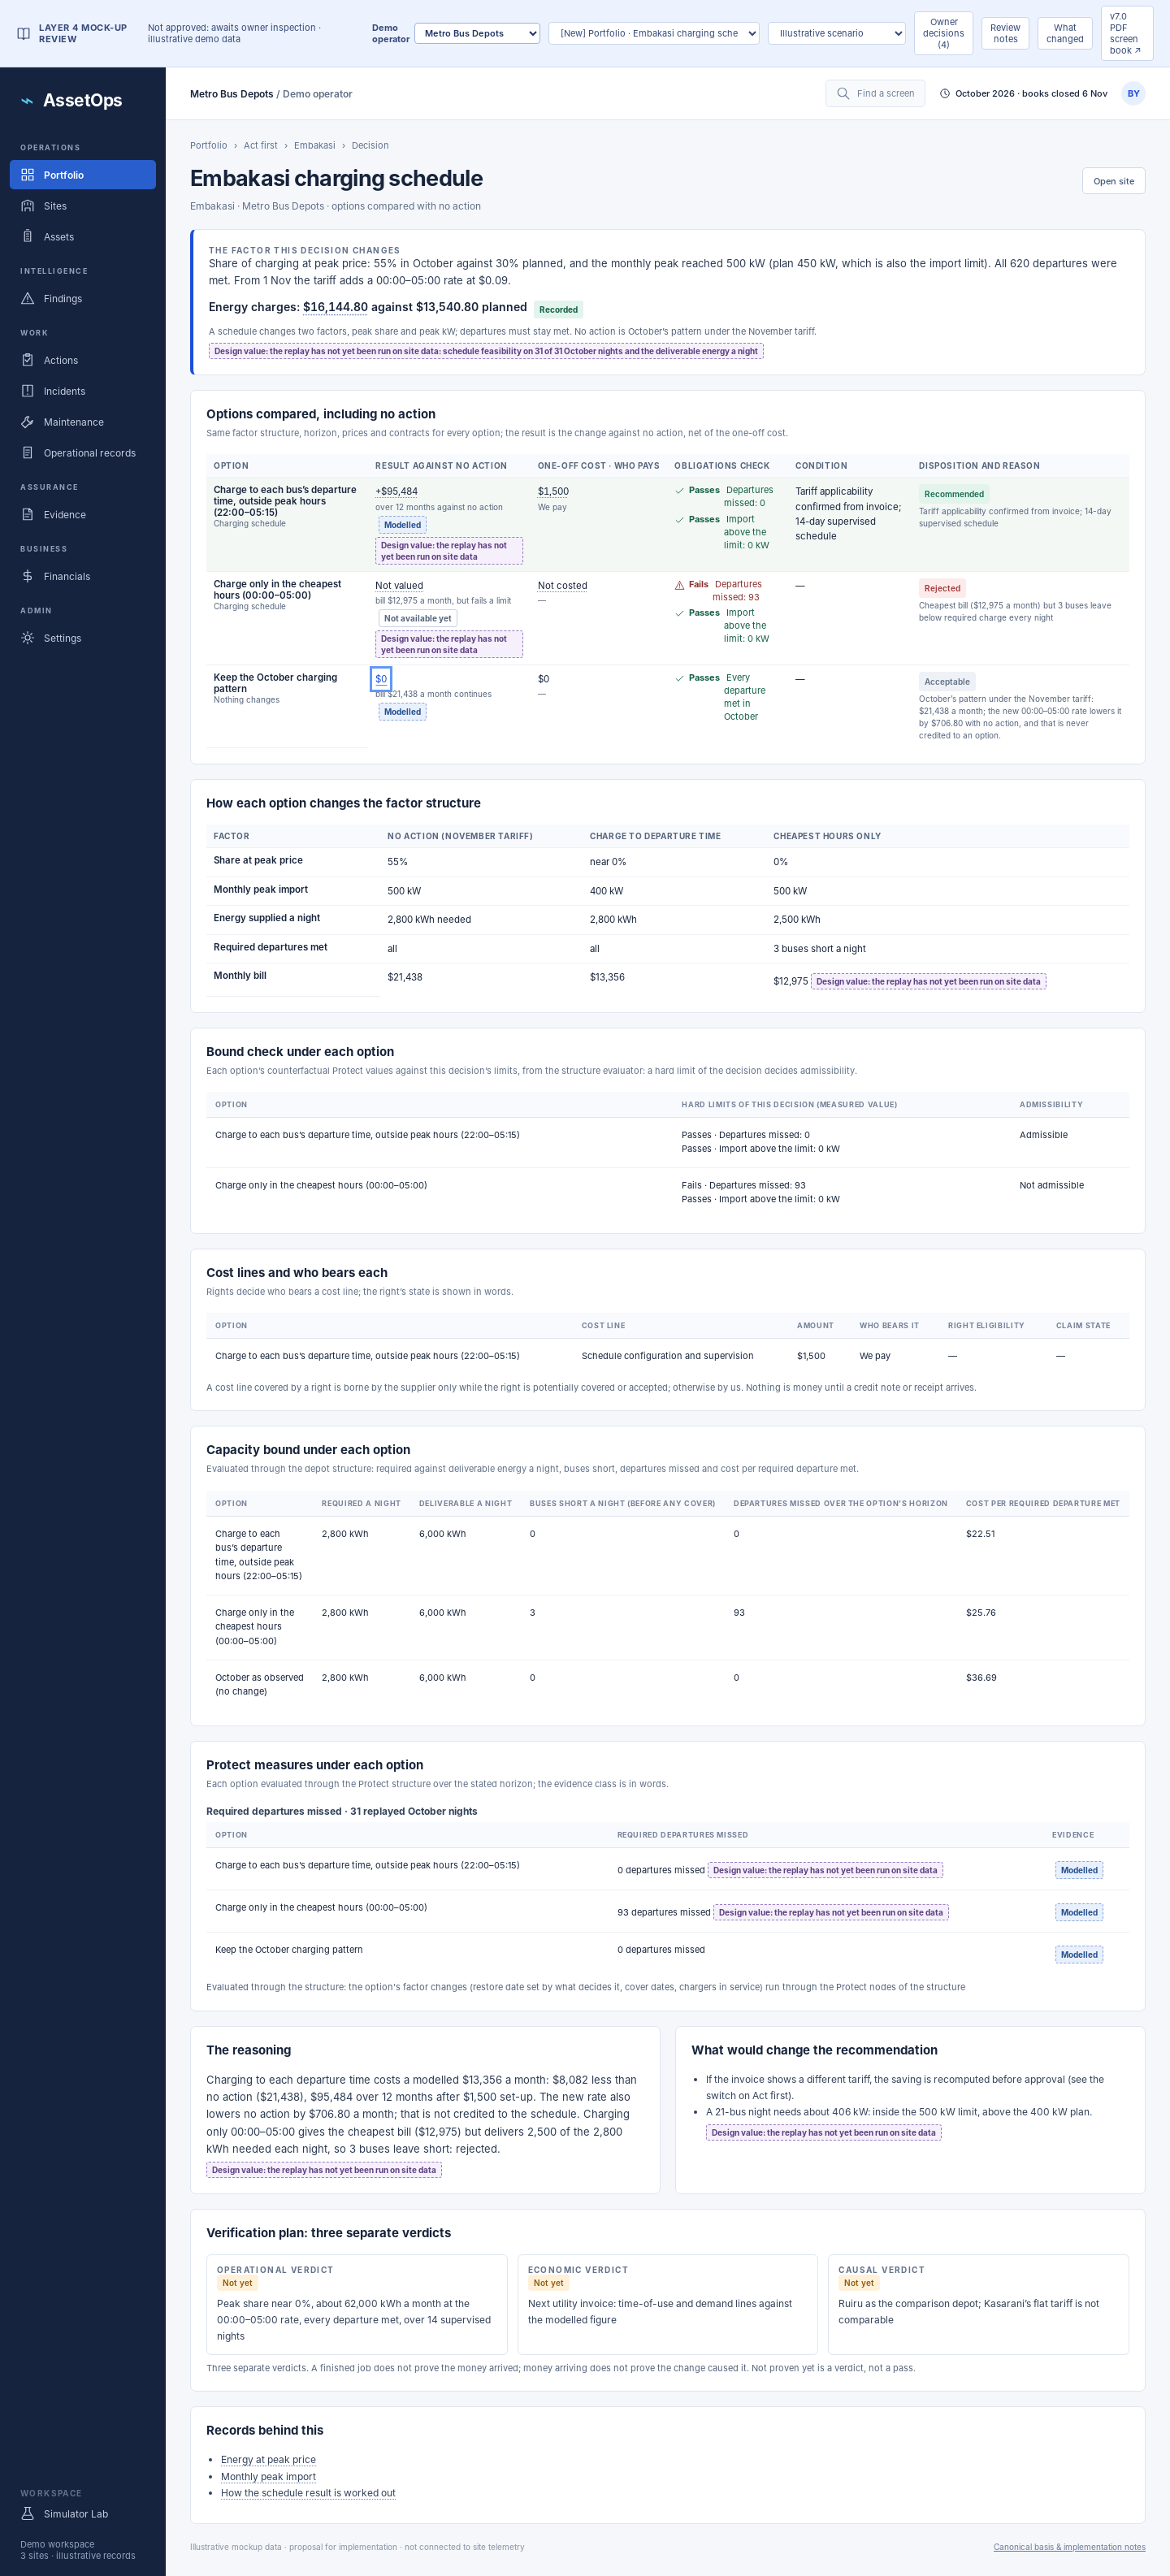 LAYER 4 MOCK-UP REVIEW
Not approved: awaits owner inspection · illustrative demo data
Demo operator
Metro Bus Depots
[New] Portfolio · Embakasi charging sche
Illustrative scenario
Owner decisions (4)
Review notes
What changed
v7.0 PDF screen book ↗
AssetOps
OPERATIONS
Portfolio
Sites
Assets
INTELLIGENCE
Findings
WORK
Actions
Incidents
Maintenance
Operational records
ASSURANCE
Evidence
BUSINESS
Financials
ADMIN
Settings
WORKSPACE
Simulator Lab
Demo workspace
3 sites · illustrative records
Metro Bus Depots / Demo operator
Find a screen
October 2026 · books closed 6 Nov
BY
Portfolio › Act first › Embakasi › Decision
Embakasi charging schedule
Open site
Embakasi · Metro Bus Depots · options compared with no action
THE FACTOR THIS DECISION CHANGES
Share of charging at peak price: 55% in October against 30% planned, and the monthly peak reached 500 kW (plan 450 kW, which is also the import limit). All 620 departures were
met. From 1 Nov the tariff adds a 00:00–05:00 rate at $0.09.
Energy charges: $16,144.80 against $13,540.80 planned Recorded
A schedule changes two factors, peak share and peak kW; departures must stay met. No action is October's pattern under the November tariff.
Design value: the replay has not yet been run on site data: schedule feasibility on 31 of 31 October nights and the deliverable energy a night
Options compared, including no action
Same factor structure, horizon, prices and contracts for every option; the result is the change against no action, net of the one-off cost.
OPTION RESULT AGAINST NO ACTION ONE-OFF COST · WHO PAYS OBLIGATIONS CHECK CONDITION DISPOSITION AND REASON
Charge to each bus's departure time, outside peak hours (22:00–05:15)
Charging schedule
+$95,484
over 12 months against no action
Modelled
Design value: the replay has not yet been run on site data
$1,500
We pay
Passes Departures missed: 0
Passes Import above the limit: 0 kW
Tariff applicability confirmed from invoice; 14-day supervised schedule
Recommended
Tariff applicability confirmed from invoice; 14-day supervised schedule
Charge only in the cheapest hours (00:00–05:00)
Charging schedule
Not valued
bill $12,975 a month, but fails a limit
Not available yet
Design value: the replay has not yet been run on site data
Not costed
—
Fails Departures missed: 93
Passes Import above the limit: 0 kW
—
Rejected
Cheapest bill ($12,975 a month) but 3 buses leave below required charge every night
Keep the October charging pattern
Nothing changes
$0
bill $21,438 a month continues
Modelled
$0
—
Passes Every departure met in October
—
Acceptable
October's pattern under the November tariff: $21,438 a month; the new 00:00–05:00 rate lowers it by $706.80 with no action, and that is never credited to an option.
How each option changes the factor structure
FACTOR NO ACTION (NOVEMBER TARIFF) CHARGE TO DEPARTURE TIME CHEAPEST HOURS ONLY
Share at peak price 55% near 0% 0%
Monthly peak import 500 kW 400 kW 500 kW
Energy supplied a night 2,800 kWh needed 2,800 kWh 2,500 kWh
Required departures met all all 3 buses short a night
Monthly bill $21,438 $13,356 $12,975 Design value: the replay has not yet been run on site data
Bound check under each option
Each option's counterfactual Protect values against this decision's limits, from the structure evaluator: a hard limit of the decision decides admissibility.
OPTION HARD LIMITS OF THIS DECISION (MEASURED VALUE) ADMISSIBILITY
Charge to each bus's departure time, outside peak hours (22:00–05:15) Passes · Departures missed: 0 Admissible
Passes · Import above the limit: 0 kW
Charge only in the cheapest hours (00:00–05:00) Fails · Departures missed: 93 Not admissible
Passes · Import above the limit: 0 kW
Cost lines and who bears each
Rights decide who bears a cost line; the right's state is shown in words.
OPTION COST LINE AMOUNT WHO BEARS IT RIGHT ELIGIBILITY CLAIM STATE
Charge to each bus's departure time, outside peak hours (22:00–05:15) Schedule configuration and supervision $1,500 We pay — —
A cost line covered by a right is borne by the supplier only while the right is potentially covered or accepted; otherwise by us. Nothing is money until a credit note or receipt arrives.
Capacity bound under each option
Evaluated through the depot structure: required against deliverable energy a night, buses short, departures missed and cost per required departure met.
OPTION REQUIRED A NIGHT DELIVERABLE A NIGHT BUSES SHORT A NIGHT (BEFORE ANY COVER) DEPARTURES MISSED OVER THE OPTION'S HORIZON COST PER REQUIRED DEPARTURE MET
Charge to each bus's departure time, outside peak hours (22:00–05:15) 2,800 kWh 6,000 kWh 0 0 $22.51
Charge only in the cheapest hours (00:00–05:00) 2,800 kWh 6,000 kWh 3 93 $25.76
October as observed (no change) 2,800 kWh 6,000 kWh 0 0 $36.69
Protect measures under each option
Each option evaluated through the Protect structure over the stated horizon; the evidence class is in words.
Required departures missed · 31 replayed October nights
OPTION REQUIRED DEPARTURES MISSED EVIDENCE
Charge to each bus's departure time, outside peak hours (22:00–05:15) 0 departures missed Design value: the replay has not yet been run on site data Modelled
Charge only in the cheapest hours (00:00–05:00) 93 departures missed Design value: the replay has not yet been run on site data Modelled
Keep the October charging pattern 0 departures missed Modelled
Evaluated through the structure: the option's factor changes (restore date set by what decides it, cover dates, chargers in service) run through the Protect nodes of the structure
The reasoning
Charging to each departure time costs a modelled $13,356 a month: $8,082 less than
no action ($21,438), $95,484 over 12 months after $1,500 set-up. The new rate also
lowers no action by $706.80 a month; that is not credited to the schedule. Charging
only 00:00–05:00 gives the cheapest bill ($12,975) but delivers 2,500 of the 2,800
kWh needed each night, so 3 buses leave short: rejected.
Design value: the replay has not yet been run on site data
What would change the recommendation
• If the invoice shows a different tariff, the saving is recomputed before approval (see the
switch on Act first).
• A 21-bus night needs about 406 kW: inside the 500 kW limit, above the 400 kW plan.
Design value: the replay has not yet been run on site data
Verification plan: three separate verdicts
OPERATIONAL VERDICT
Not yet
Peak share near 0%, about 62,000 kWh a month at the
00:00–05:00 rate, every departure met, over 14 supervised
nights
ECONOMIC VERDICT
Not yet
Next utility invoice: time-of-use and demand lines against
the modelled figure
CAUSAL VERDICT
Not yet
Ruiru as the comparison depot; Kasarani's flat tariff is not
comparable
Three separate verdicts. A finished job does not prove the money arrived; money arriving does not prove the change caused it. Not proven yet is a verdict, not a pass.
Records behind this
• Energy at peak price
• Monthly peak import
• How the schedule result is worked out
Illustrative mockup data · proposal for implementation · not connected to site telemetry
Canonical basis & implementation notes